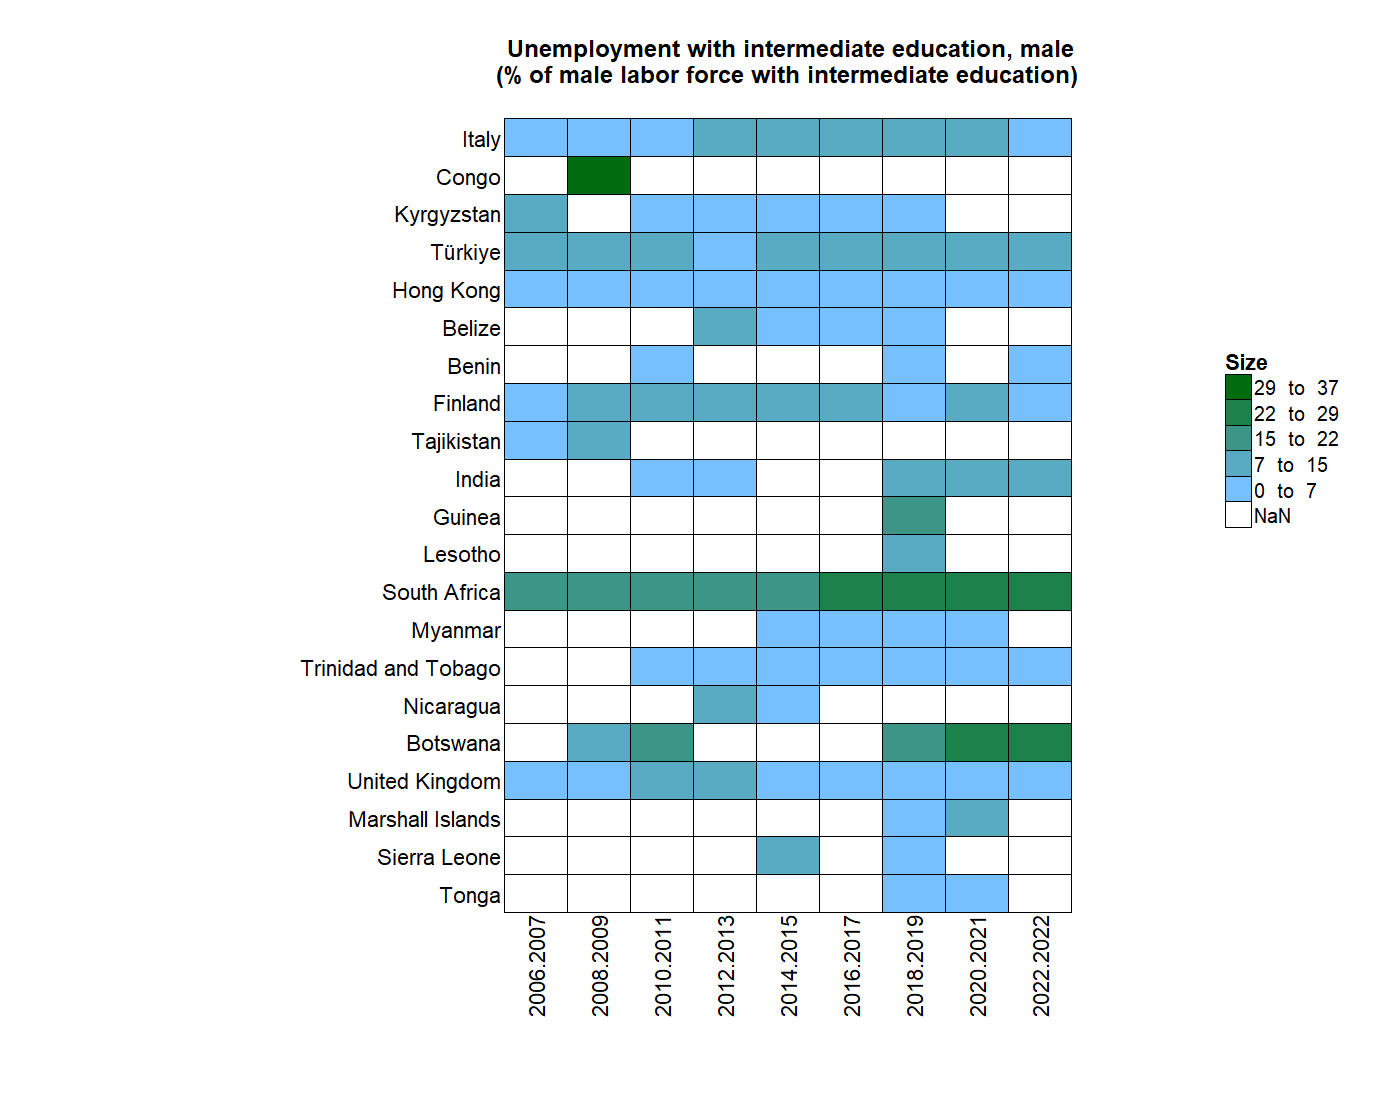 Unemployment with intermediate education, male
(% of male labor force with intermediate education)
Italy
Congo
Kyrgyzstan
Türkiye
Hong Kong
Belize
Benin
Finland
Tajikistan
India
Guinea
Lesotho
South Africa
Myanmar
Trinidad and Tobago
Nicaragua
Botswana
United Kingdom
Marshall Islands
Sierra Leone
Tonga
2006.2007
2008.2009
2010.2011
2012.2013
2014.2015
2016.2017
2018.2019
2020.2021
2022.2022
Size
29 to 37
22 to 29
15 to 22
7 to 15
0 to 7
NaN